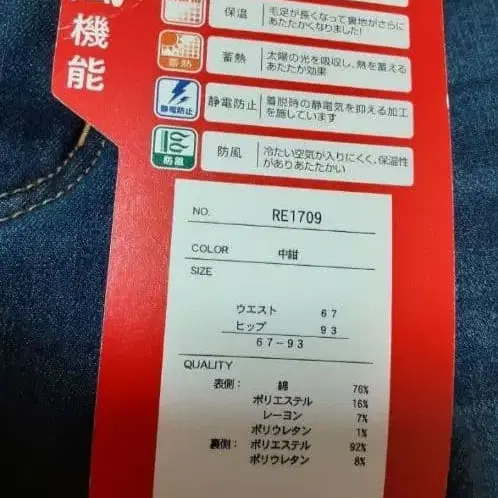 機能
保温
毛足が長くなって裏地がさらに
あたたかくなりました!
蓄熱
蓄熱
太陽の光を吸収し、熱を蓄える
あたたか効果
静電防止
静電防止
着脱時の静電気を抑える加工
を施しています
防風
防風
冷たい空気が入りにくく、保温性
がありあたたかい
NO. RE1709
COLOR 中紺
SIZE
ウエスト 67
ヒップ 93
67-93
QUALITY
表側: 綿 76%
ポリエステル 16%
レーヨン 7%
ポリウレタン 1%
裏側: ポリエステル 92%
ポリウレタン 8%